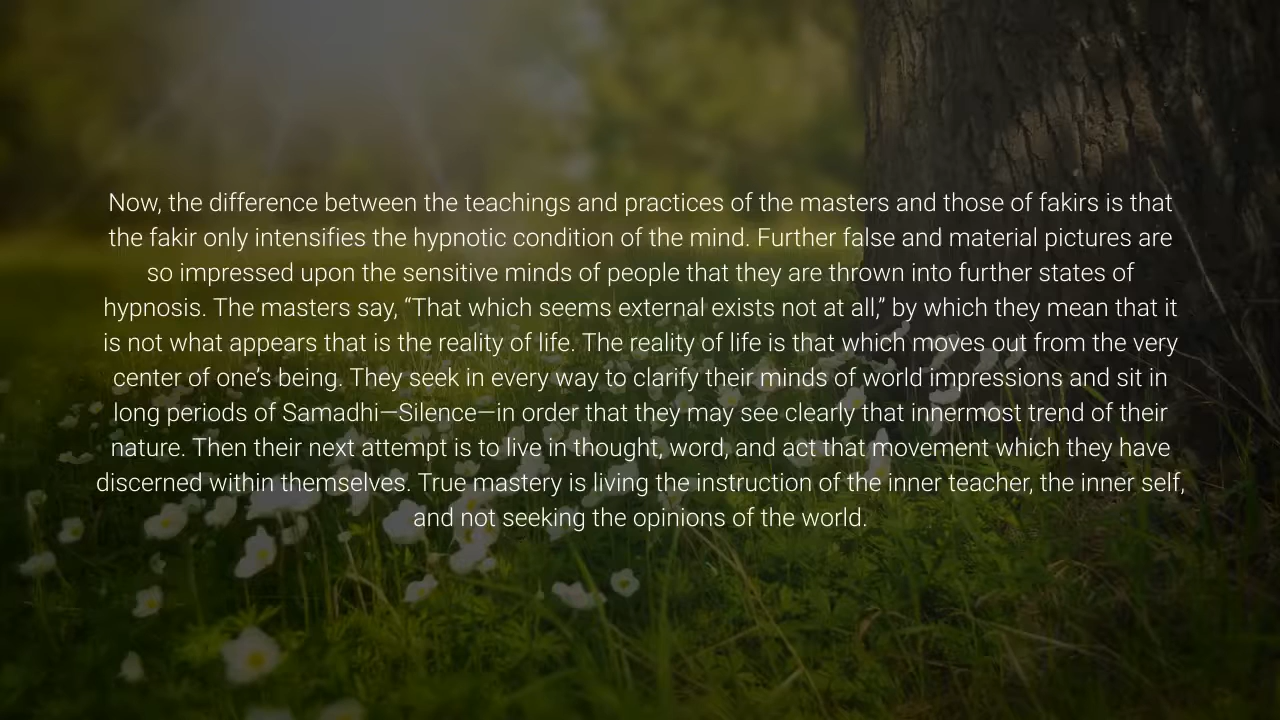 Now, the difference between the teachings and practices of the masters and those of fakirs is that
the fakir only intensifies the hypnotic condition of the mind. Further false and material pictures are
so impressed upon the sensitive minds of people that they are thrown into further states of
hypnosis. The masters say, “That which seems external exists not at all,” by which they mean that it
is not what appears that is the reality of life. The reality of life is that which moves out from the very
center of one’s being. They seek in every way to clarify their minds of world impressions and sit in
long periods of Samadhi—Silence—in order that they may see clearly that innermost trend of their
nature. Then their next attempt is to live in thought, word, and act that movement which they have
discerned within themselves. True mastery is living the instruction of the inner teacher, the inner self,
and not seeking the opinions of the world.